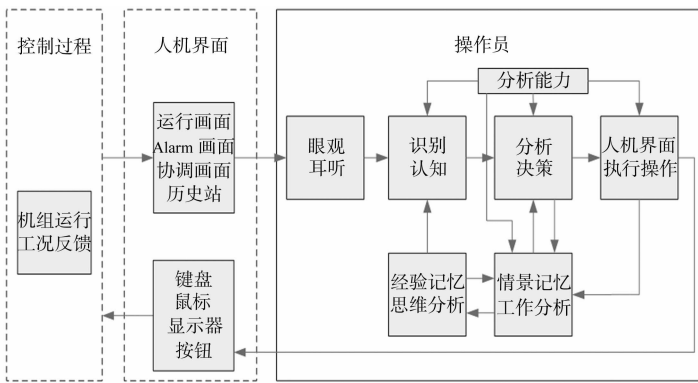 控制过程
人机界面
操作员
机组运行
工况反馈
运行画面
Alarm 画面
协调画面
历史站
键盘
鼠标
显示器
按钮
眼观
耳听
分析能力
识别
认知
分析
决策
人机界面
执行操作
经验记忆
思维分析
情景记忆
工作分析